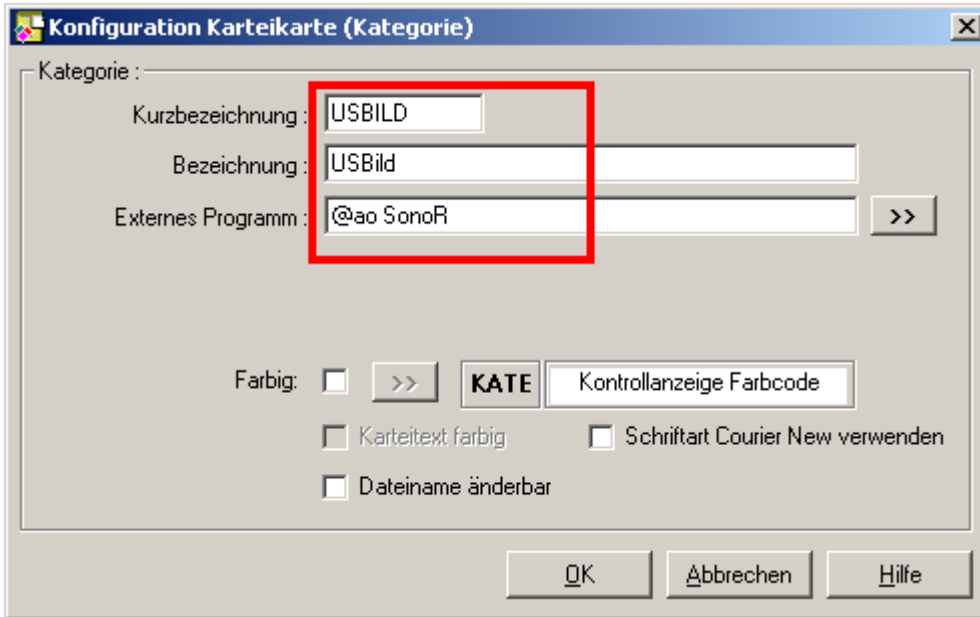 Konfiguration Karteikarte (Kategorie)
Kategorie :
Kurzbezeichnung : USBILD
Bezeichnung : USBild
Externes Programm : @ao SonoR >>
Farbig: >> KATE Kontrollanzeige Farbcode
Karteitext farbig Schriftart Courier New verwenden
Dateiname änderbar
OK Abbrechen Hilfe